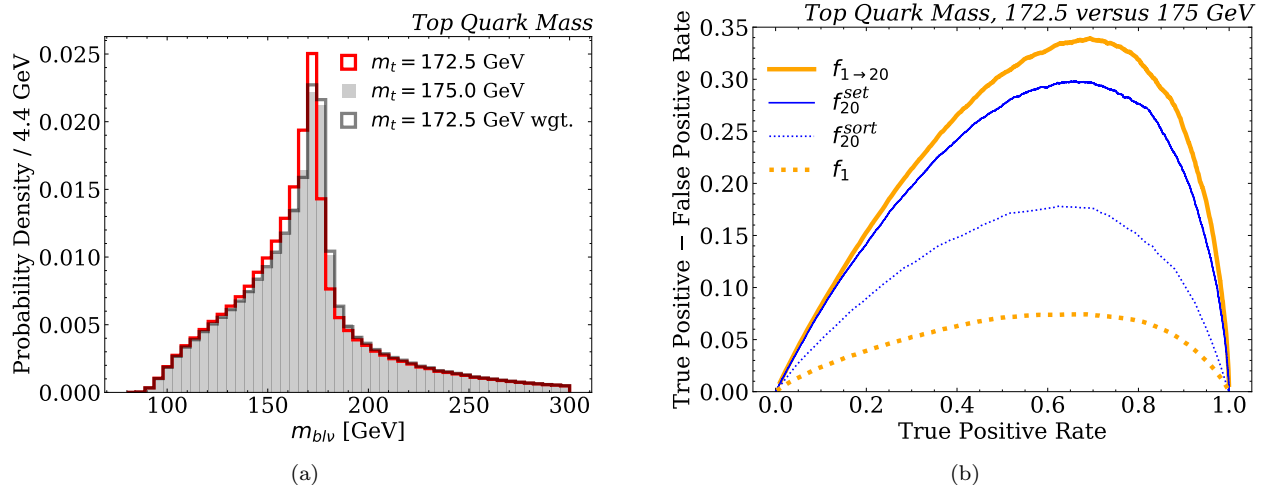 Top Quark Mass
Probability Density / 4.4 GeV
0.025
0.020
0.015
0.010
0.005
0.000
m_t = 172.5 GeV
m_t = 175.0 GeV
m_t = 172.5 GeV wgt.
100 150 200 250 300
m_{blν} [GeV]
(a)
Top Quark Mass, 172.5 versus 175 GeV
True Positive − False Positive Rate
0.35
0.30
0.25
0.20
0.15
0.10
0.05
0.00
f_{1→20}
f_{20}^{set}
f_{20}^{sort}
f_1
0.0 0.2 0.4 0.6 0.8 1.0
True Positive Rate
(b)